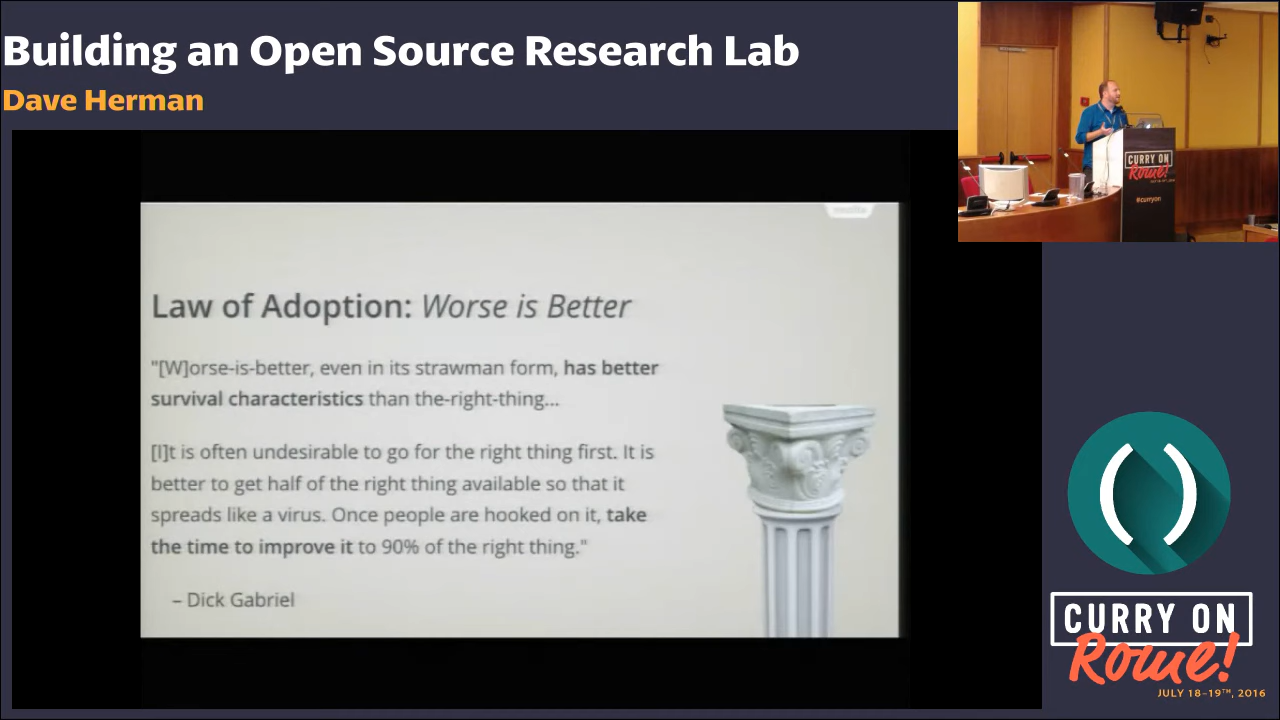 Building an Open Source Research Lab
Dave Herman
CURRY ON
Rome!
#curryon
mozilla
Law of Adoption: Worse is Better
"[W]orse-is-better, even in its strawman form, has better
survival characteristics than the-right-thing...
[I]t is often undesirable to go for the right thing first. It is
better to get half of the right thing available so that it
spreads like a virus. Once people are hooked on it, take
the time to improve it to 90% of the right thing."
– Dick Gabriel
CURRY ON
Rome!
JULY 18-19TH, 2016